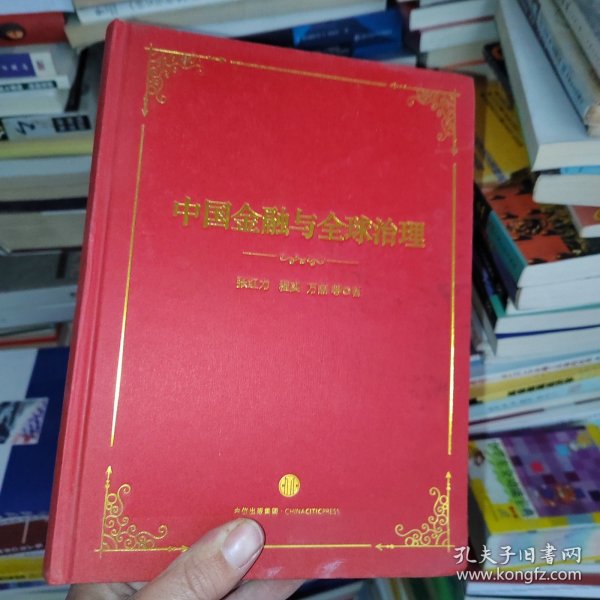 中国金融与全球治理
张红力 程实 万喆等◎著
中信出版集团·CHINACITICPRESS
孔夫子旧书网
www.kongfz.com